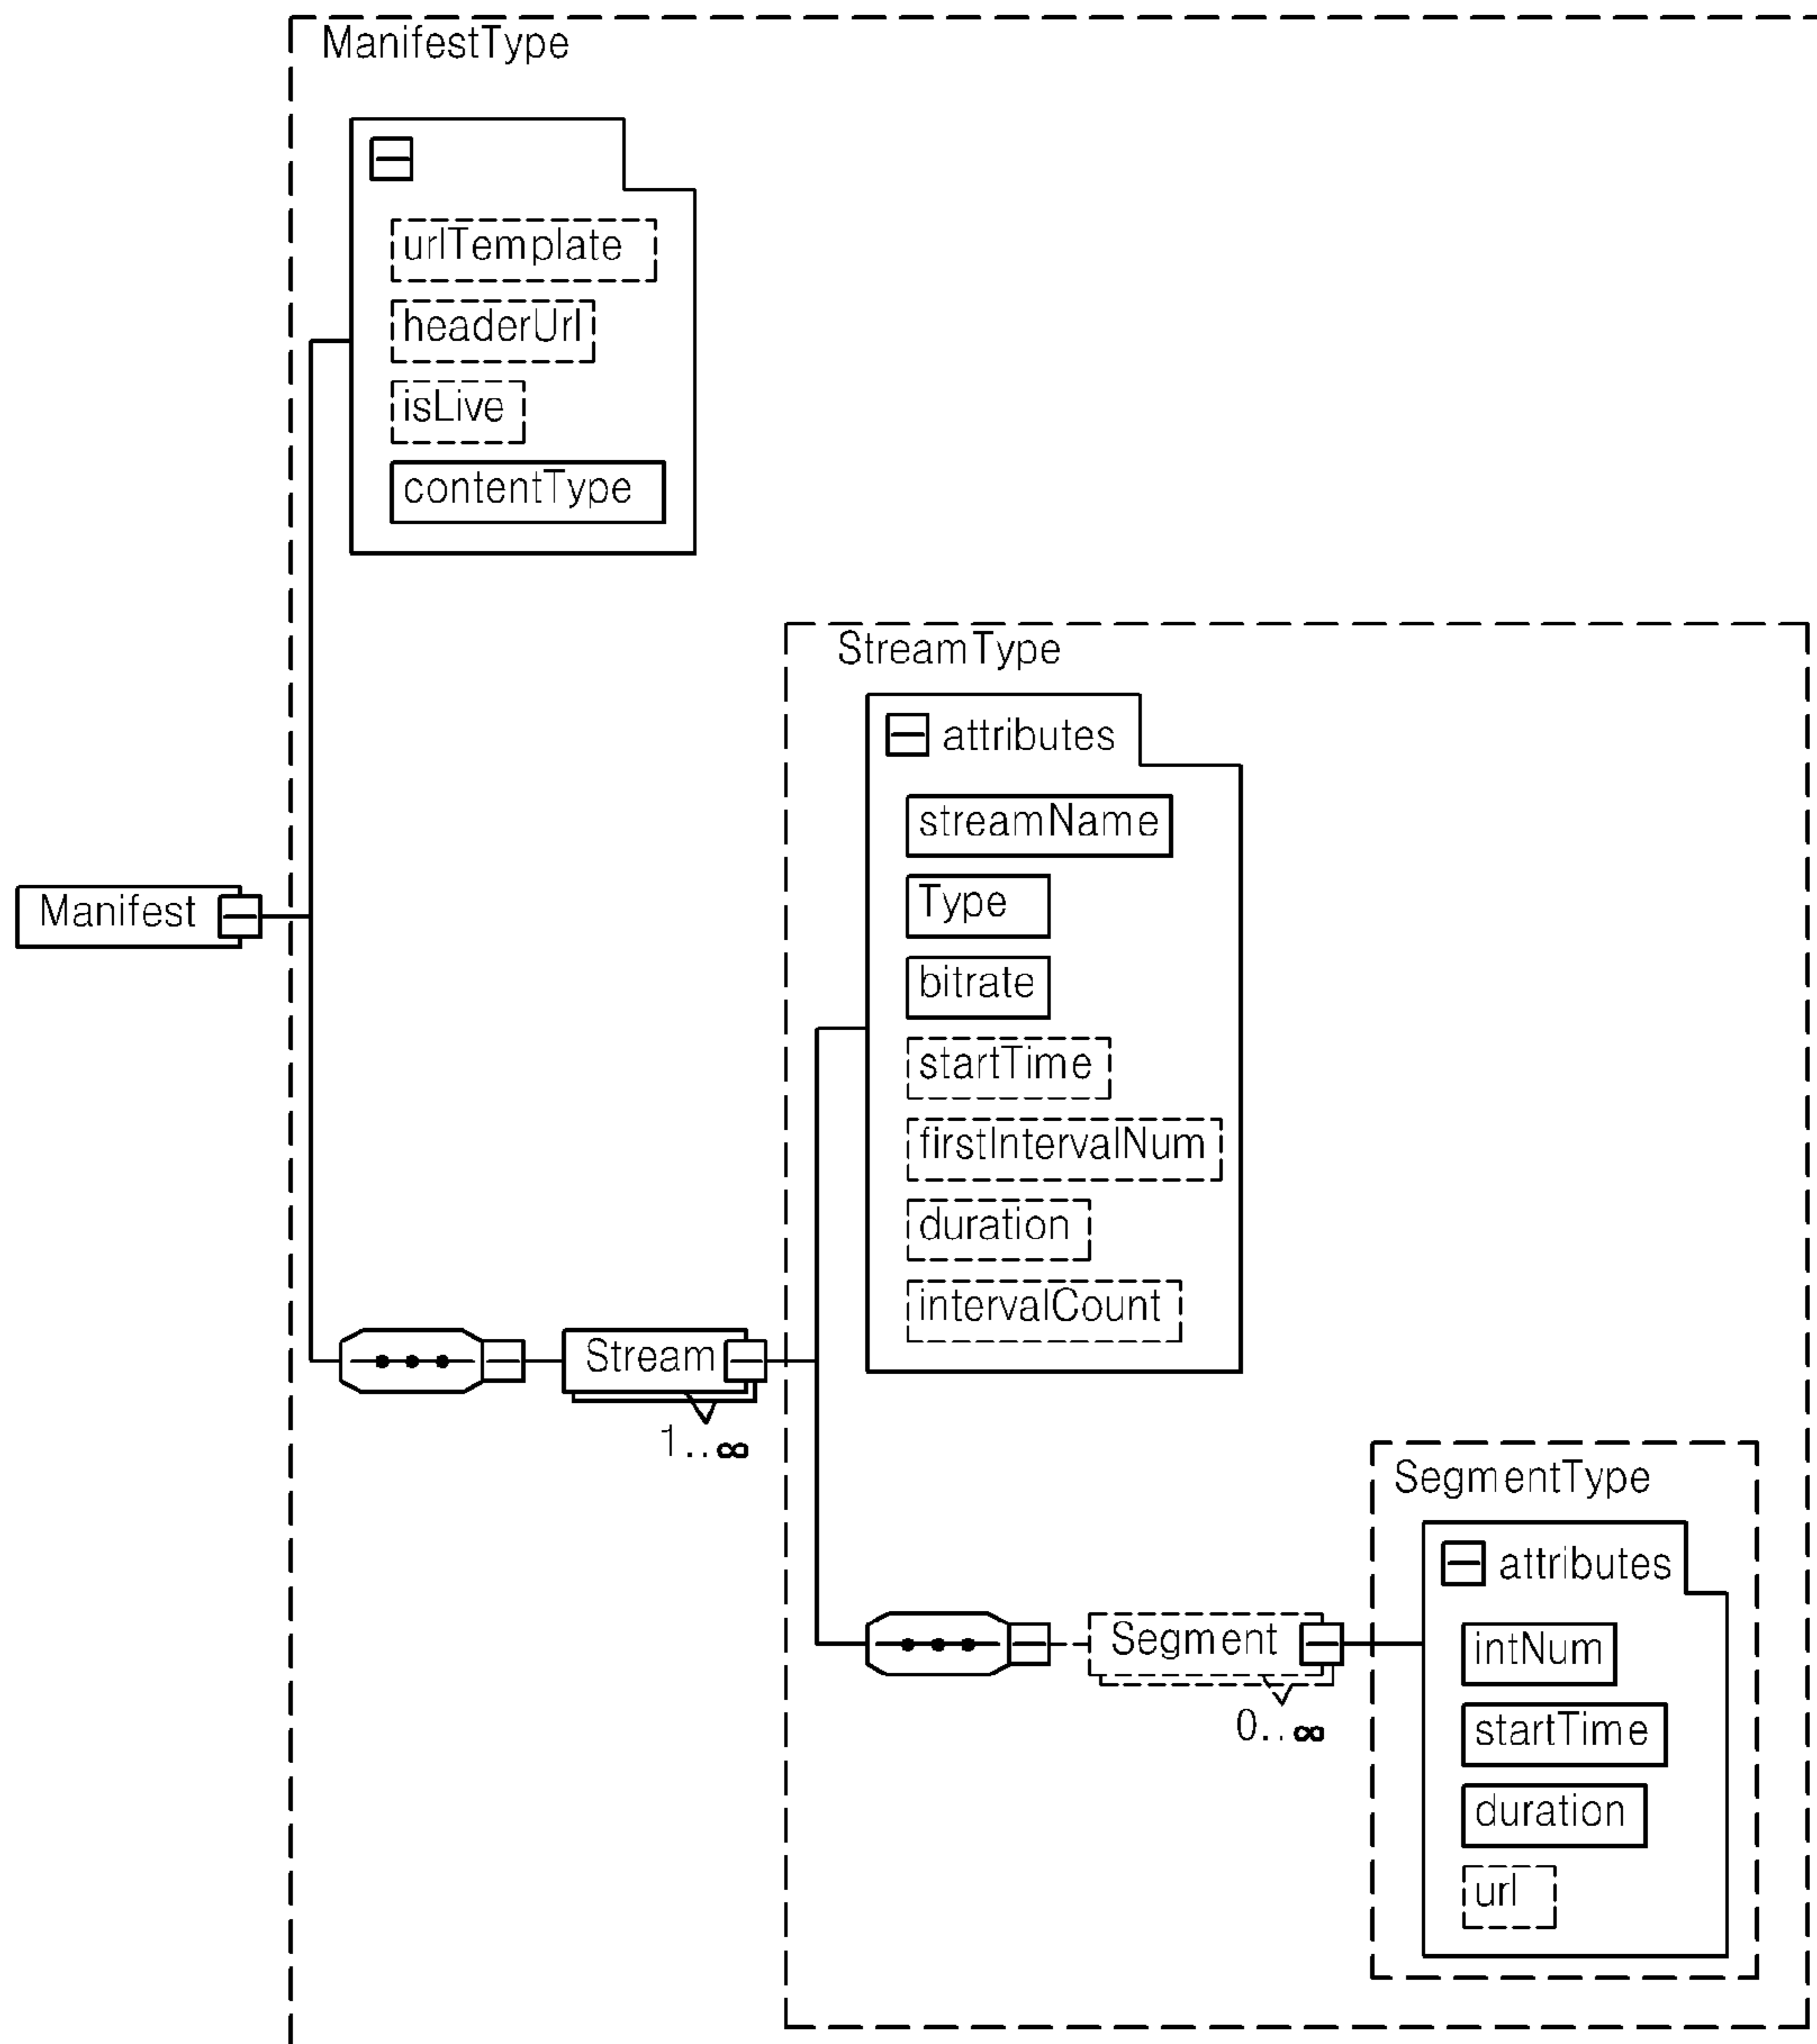 ManifestType
urlTemplate
headerUrl
isLive
contentType
StreamType
attributes
streamName
Type
bitrate
startTime
firstIntervalNum
duration
intervalCount
Manifest
Stream
1..∞
SegmentType
attributes
intNum
startTime
duration
url
Segment
0..∞